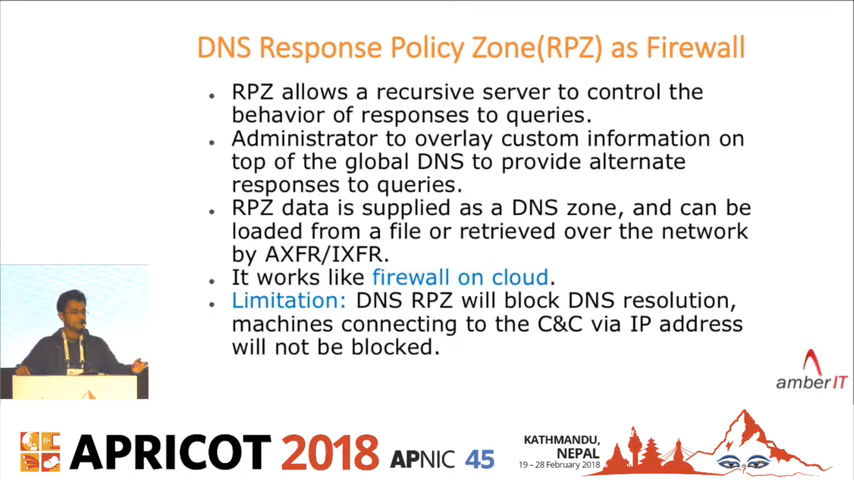 DNS Response Policy Zone(RPZ) as Firewall
• RPZ allows a recursive server to control the
behavior of responses to queries.
• Administrator to overlay custom information on
top of the global DNS to provide alternate
responses to queries.
• RPZ data is supplied as a DNS zone, and can be
loaded from a file or retrieved over the network
by AXFR/IXFR.
• It works like firewall on cloud.
• Limitation: DNS RPZ will block DNS resolution,
machines connecting to the C&C via IP address
will not be blocked.
amber IT
APRICOT 2018 APNIC 45
KATHMANDU,
NEPAL
19 – 28 February 2018